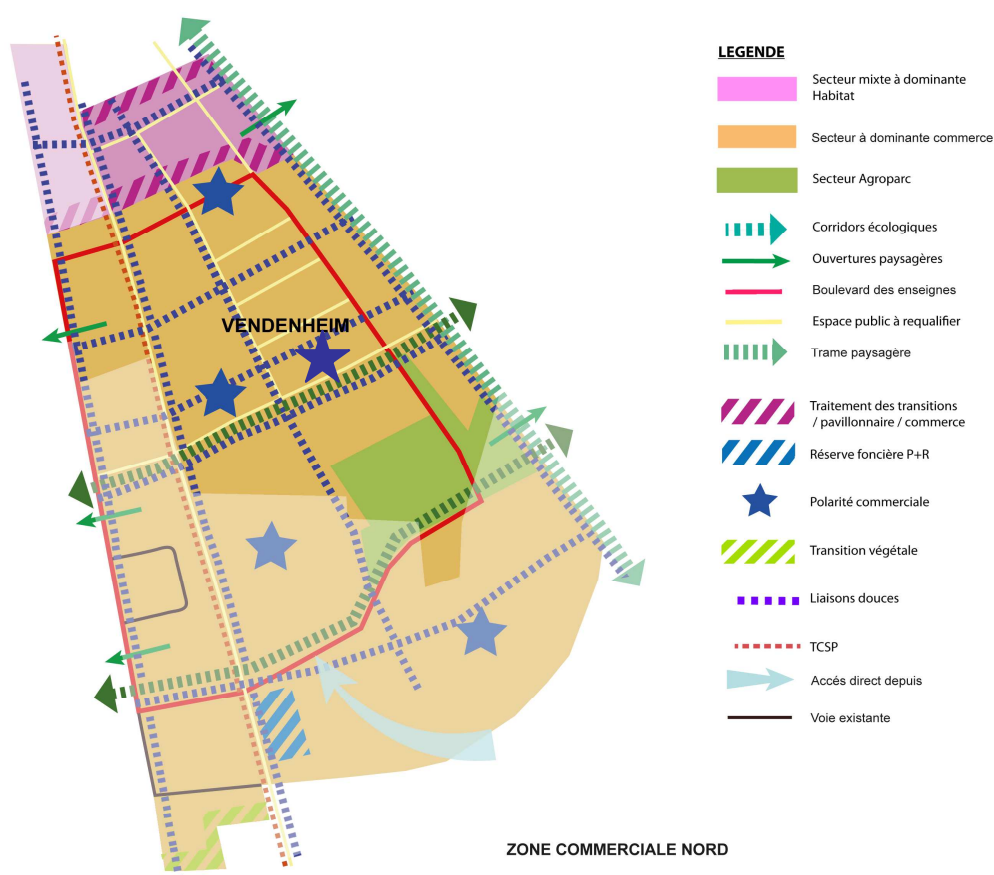 LEGENDE
Secteur mixte à dominante
Habitat
Secteur à dominante commerce
Secteur Agroparc
Corridors écologiques
Ouvertures paysagères
Boulevard des enseignes
Espace public à requalifier
Trame paysagère
Traitement des transitions
/ pavillonnaire / commerce
Réserve foncière P+R
Polarité commerciale
Transition végétale
Liaisons douces
TCSP
Accés direct depuis
Voie existante
VENDENHEIM
ZONE COMMERCIALE NORD